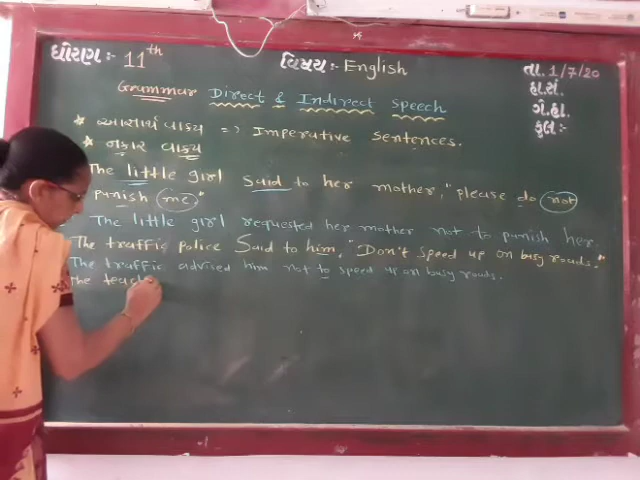 ધોરણ :- 11th
વિષય :- English
તા. 1/7/20
હા.સં.
ગે.હા.
કુલ :-
Grammar Direct & Indirect Speech
* આજ્ઞાર્થ વાક્ય => Imperative Sentences.
* નકાર વાક્ય
The little girl said to her mother, "please do not
punish me"
The little girl requested her mother not to punish her.
The traffic police Said to him, "Don't speed up on busy roads."
The traffic advised him not to speed up on busy roads.
The teac